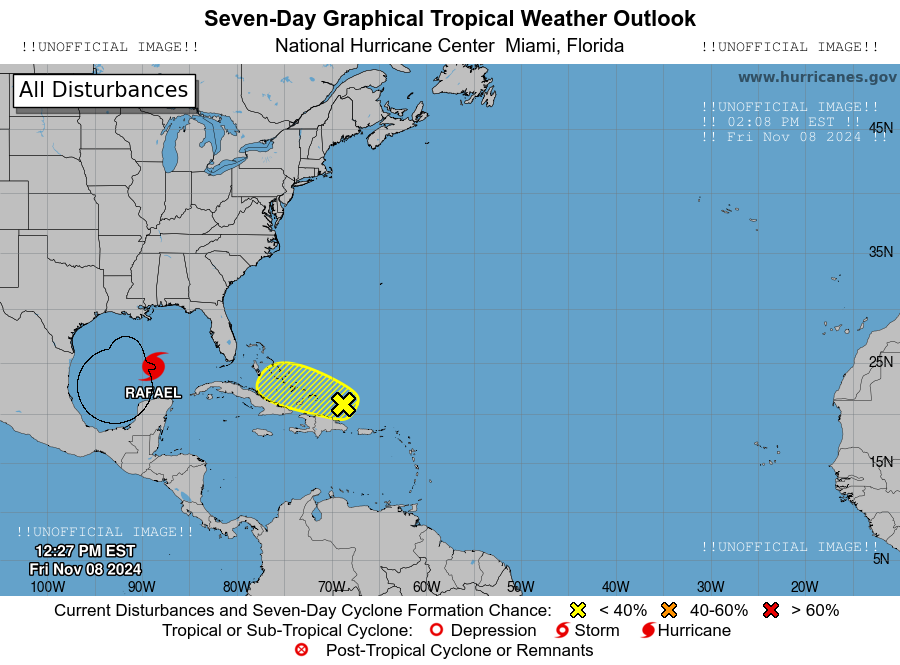 Seven-Day Graphical Tropical Weather Outlook
!!UNOFFICIAL IMAGE!! National Hurricane Center Miami, Florida !!UNOFFICIAL IMAGE!!
All Disturbances
www.hurricanes.gov
!!UNOFFICIAL IMAGE!!
!! 02:08 PM EST !!
!! Fri Nov 08 2024 !!
45N
35N
25N
RAFAEL
15N
!!UNOFFICIAL IMAGE!!
12:27 PM EST
Fri Nov 08 2024
!!UNOFFICIAL IMAGE!!
5N
100W 90W 80W 70W 60W 50W 40W 30W 20W
Current Disturbances and Seven-Day Cyclone Formation Chance: < 40% 40-60% > 60%
Tropical or Sub-Tropical Cyclone: Depression Storm Hurricane
Post-Tropical Cyclone or Remnants